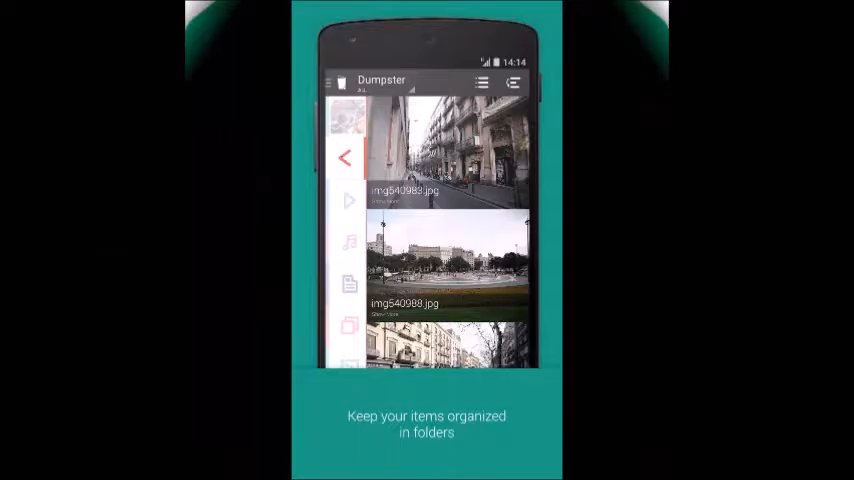 14:14
Dumpster
img540983.jpg
img540988.jpg
Keep your items organized
in folders